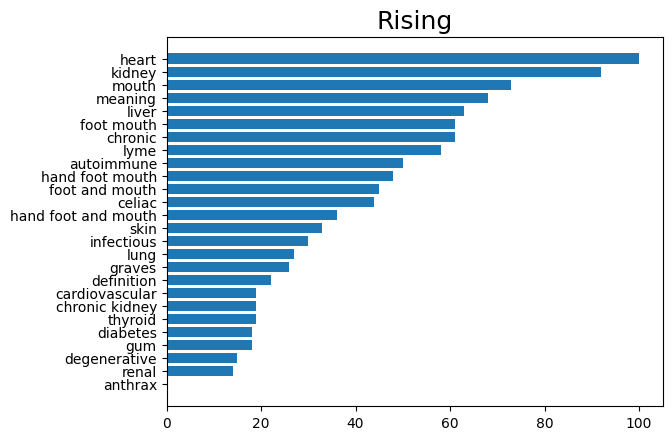 Rising
heart
kidney
mouth
meaning
liver
foot mouth
chronic
lyme
autoimmune
hand foot mouth
foot and mouth
celiac
hand foot and mouth
skin
infectious
lung
graves
definition
cardiovascular
chronic kidney
thyroid
diabetes
gum
degenerative
renal
anthrax
0 20 40 60 80 100